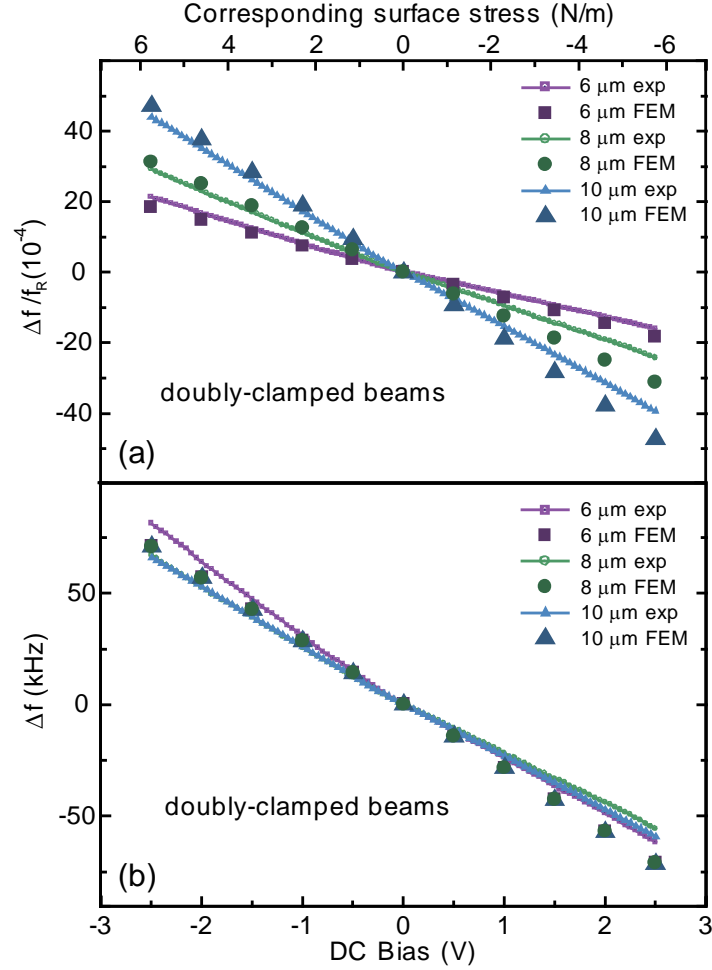 Corresponding surface stress (N/m)
6 4 2 0 -2 -4 -6
6 μm exp
6 μm FEM
8 μm exp
8 μm FEM
10 μm exp
10 μm FEM
40
20
0
-20
-40
Δf/fR(10-4)
doubly-clamped beams
(a)
6 μm exp
6 μm FEM
8 μm exp
8 μm FEM
10 μm exp
10 μm FEM
50
0
-50
Δf (kHz)
doubly-clamped beams
(b)
-3 -2 -1 0 1 2 3
DC Bias (V)